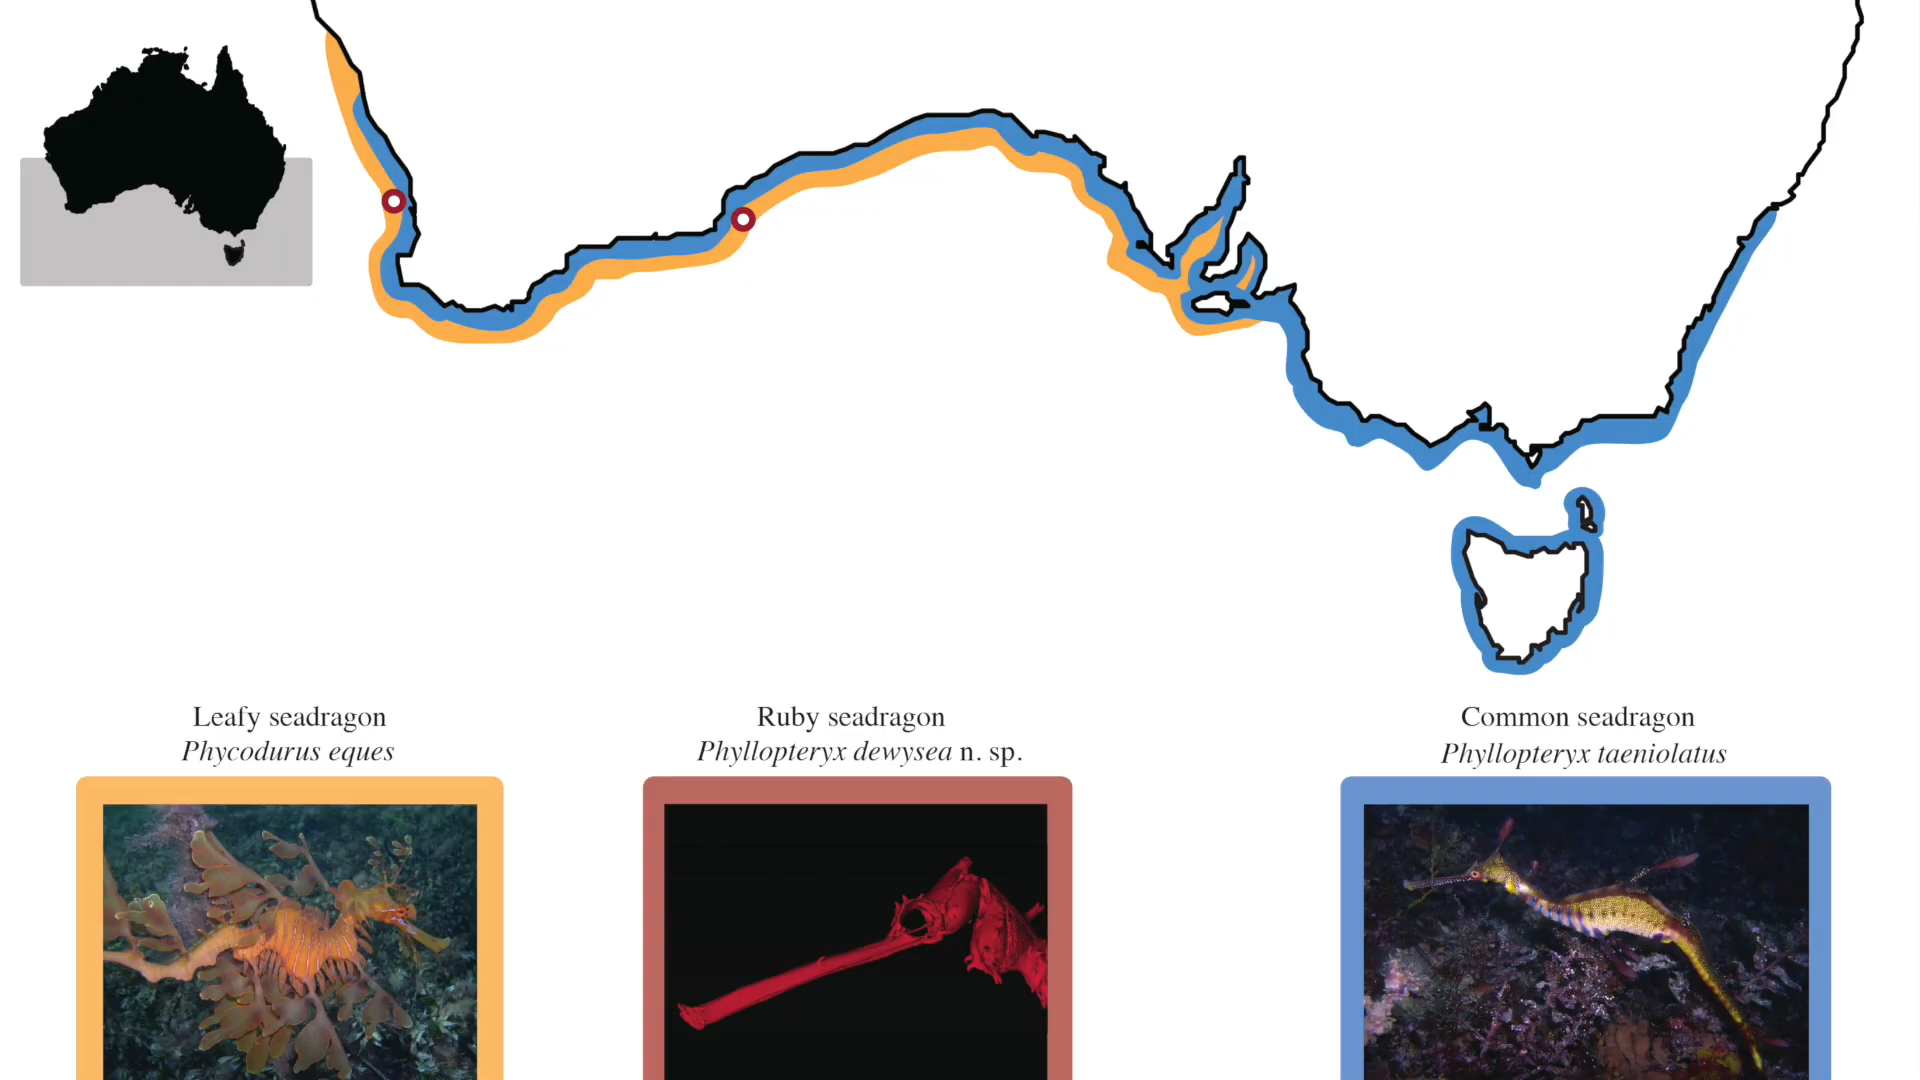 Leafy seadragon
Phycodurus eques
Ruby seadragon
Phyllopteryx dewysea n. sp.
Common seadragon
Phyllopteryx taeniolatus